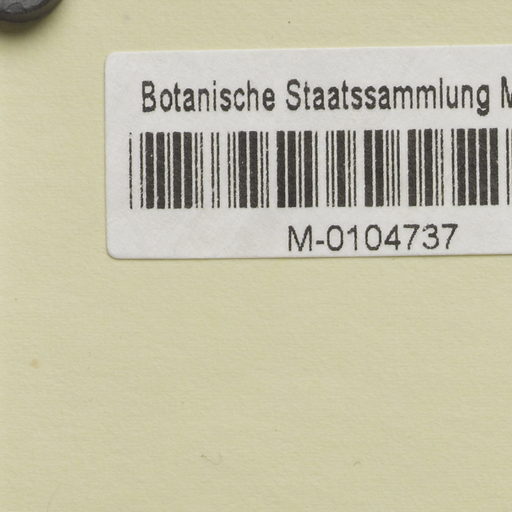 Botanische Staatssammlung M
M-0104737